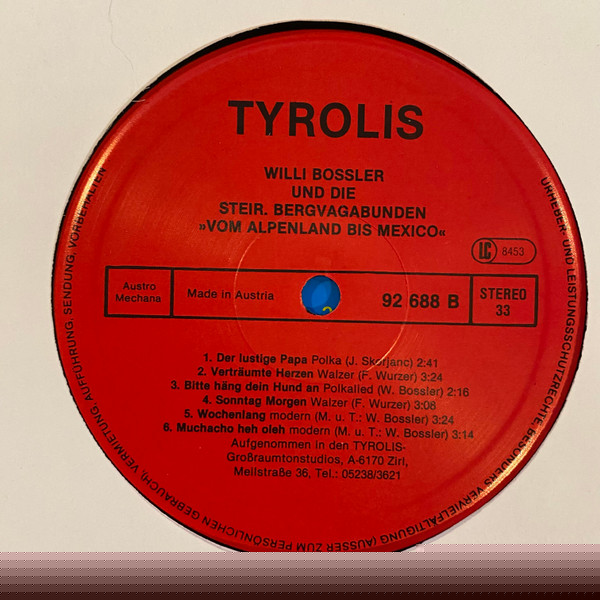 TYROLIS
WILLI BOSSLER
UND DIE
STEIR. BERGVAGABUNDEN
»VOM ALPENLAND BIS MEXICO«
LC 8453
Austro
Mechana
Made in Austria
92 688 B
STEREO
33
1. Der lustige Papa Polka (J. Skerjanc) 2:41
2. Verträumte Herzen Walzer (F. Wurzer) 3:24
3. Bitte häng dein Hund an Polkalied (W. Bossler) 2:16
4. Sonntag Morgen Walzer (F. Wurzer) 3:08
5. Wochenlang modern (M. u. T.: W. Bossler) 3:24
6. Muchacho heh oleh modern (M. u. T.: W. Bossler) 3:14
Aufgenommen in den TYROLIS-
Großraumtonstudios, A-6170 Zirl,
Meilstraße 36, Tel.: 05238/3621
URHEBER- UND LEISTUNGSSCHUTZRECHTE, BESONDERS VERVIELFÄLTIGUNG (AUSSER ZUM PERSÖNLICHEN GEBRAUCH), VERMIETUNG, AUFFÜHRUNG, SENDUNG, VORBEHALTEN